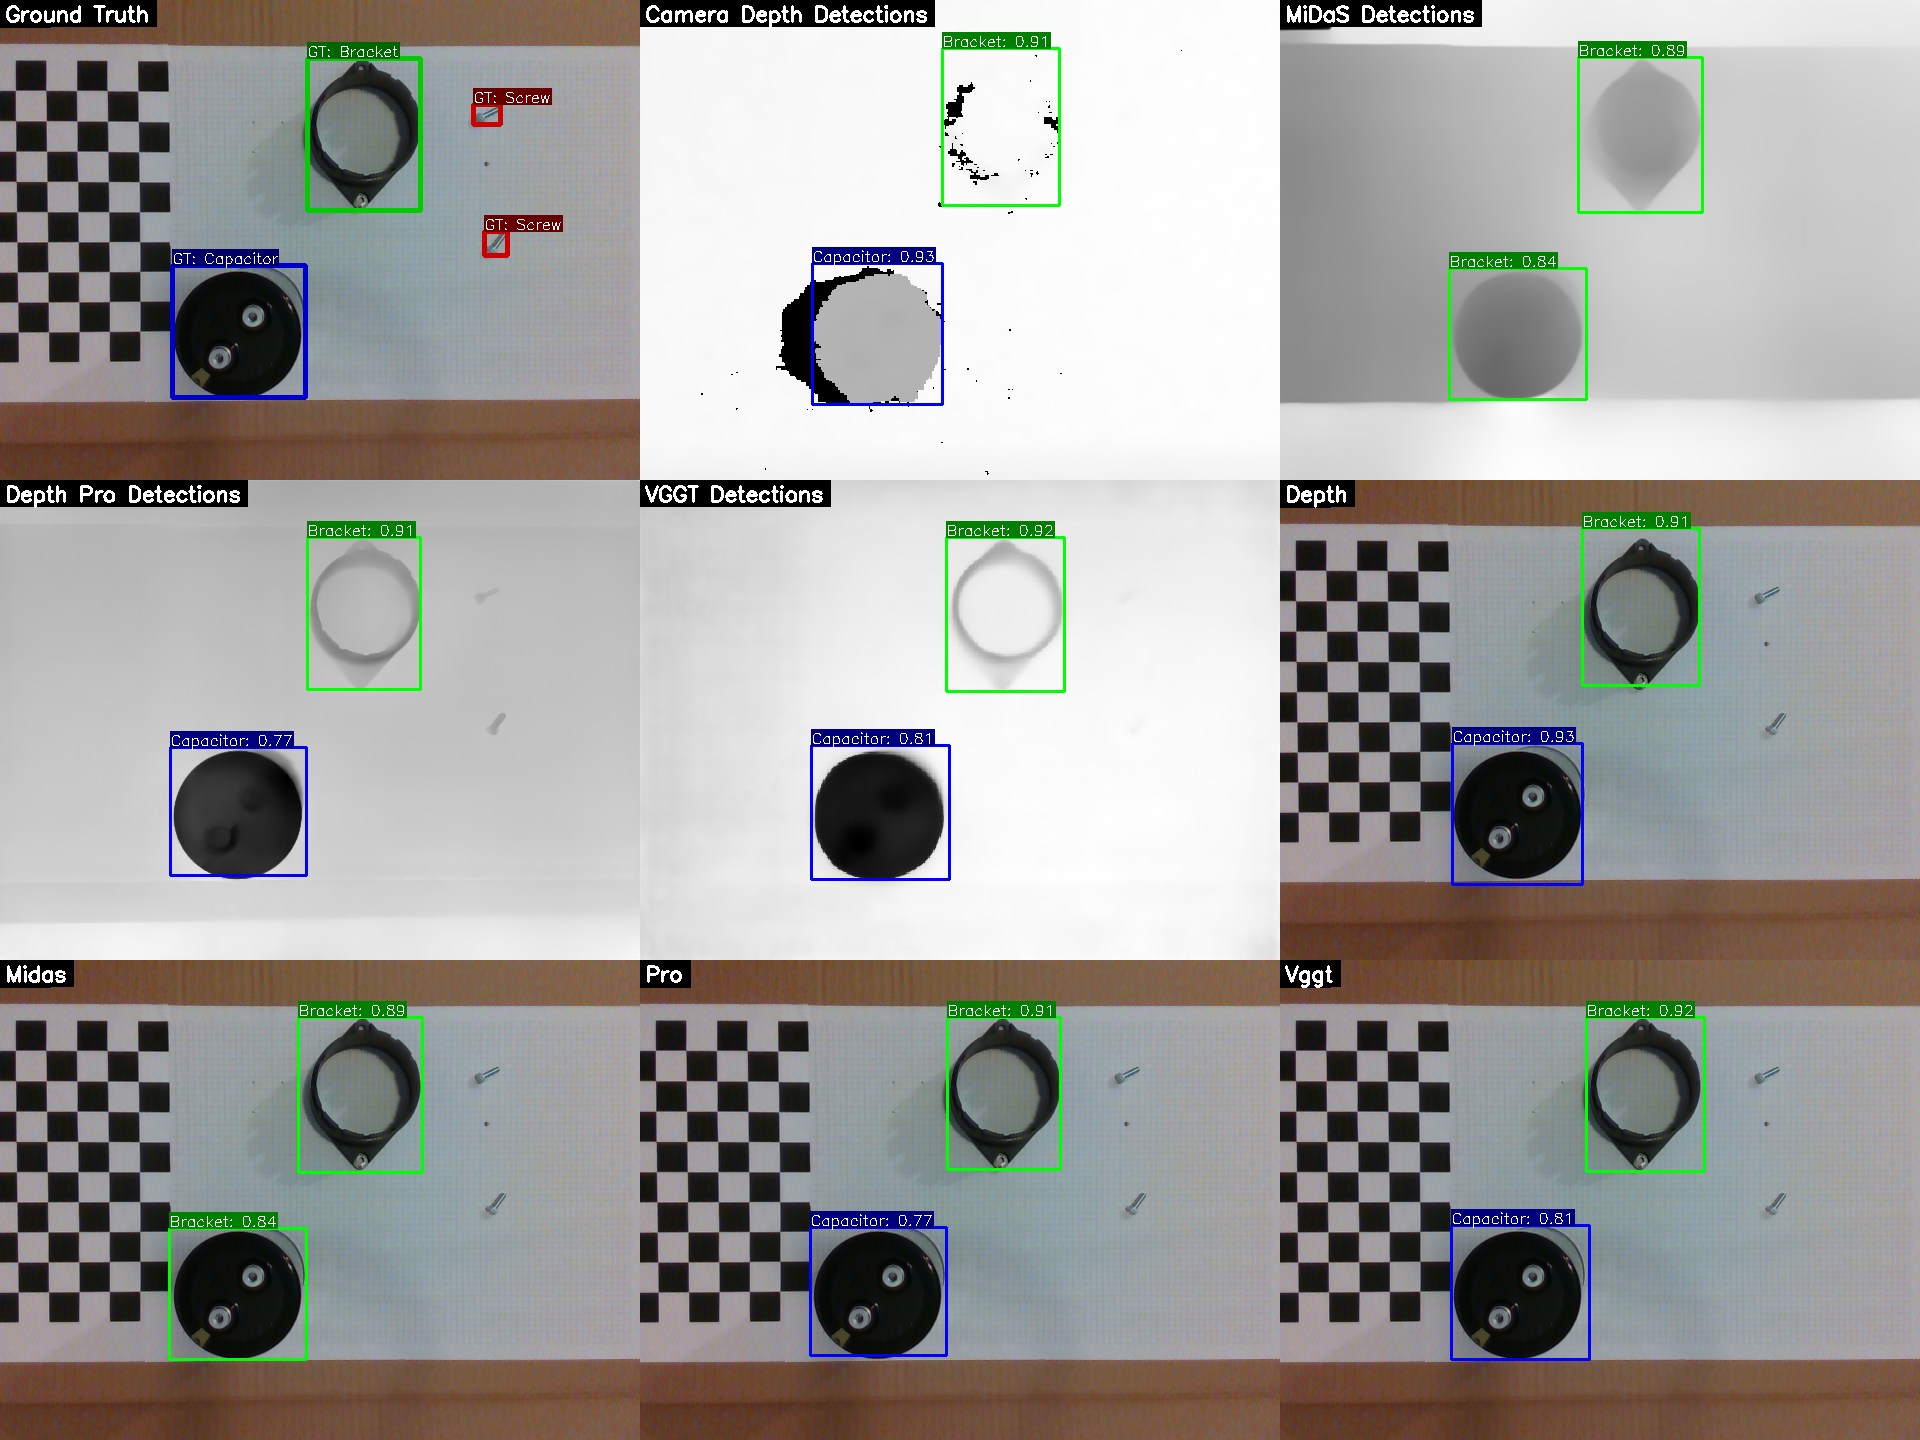 Ground Truth
GT: Bracket
GT: Screw
GT: Screw
GT: Capacitor
Camera Depth Detections
Bracket: 0.91
Capacitor: 0.93
MiDaS Detections
Bracket: 0.89
Bracket: 0.84
Depth Pro Detections
Bracket: 0.91
Capacitor: 0.77
VGGT Detections
Bracket: 0.92
Capacitor: 0.81
Depth
Bracket: 0.91
Capacitor: 0.93
Midas
Bracket: 0.89
Bracket: 0.84
Pro
Bracket: 0.91
Capacitor: 0.77
Vggt
Bracket: 0.92
Capacitor: 0.81